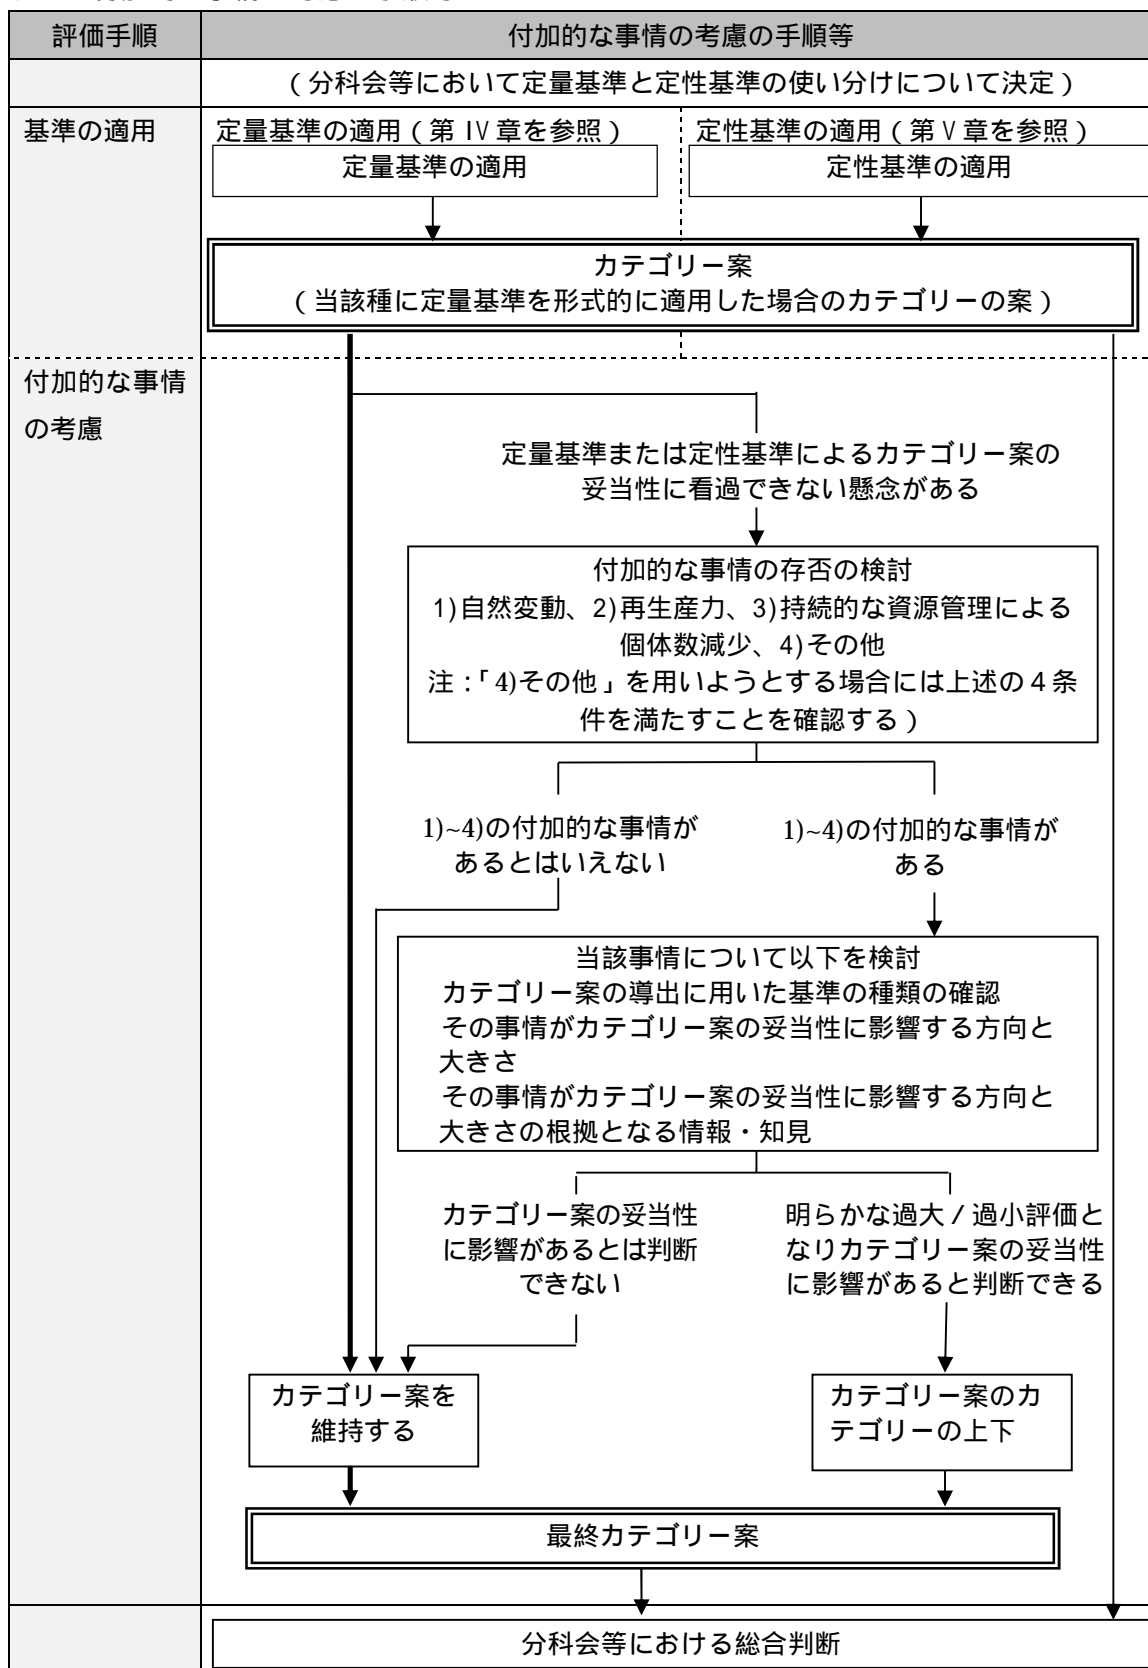 評価手順
付加的な事情の考慮の手順等
（分科会等において定量基準と定性基準の使い分けについて決定）
基準の適用
定量基準の適用（第 IV 章を参照）
定性基準の適用（第 V 章を参照）
定量基準の適用
定性基準の適用
カテゴリー案
（当該種に定量基準を形式的に適用した場合のカテゴリーの案）
付加的な事情
の考慮
定量基準または定性基準によるカテゴリー案の
妥当性に看過できない懸念がある
付加的な事情の存否の検討
1)自然変動、2)再生産力、3)持続的な資源管理による
個体数減少、4)その他
注：「4)その他」を用いようとする場合には上述の４条
件を満たすことを確認する）
1)~4)の付加的な事情が
あるとはいえない
1)~4)の付加的な事情が
ある
当該事情について以下を検討
カテゴリー案の導出に用いた基準の種類の確認
その事情がカテゴリー案の妥当性に影響する方向と
大きさ
その事情がカテゴリー案の妥当性に影響する方向と
大きさの根拠となる情報・知見
カテゴリー案の妥当性
に影響があるとは判断
できない
明らかな過大／過小評価と
なりカテゴリー案の妥当性
に影響があると判断できる
カテゴリー案を
維持する
カテゴリー案のカ
テゴリーの上下
最終カテゴリー案
分科会等における総合判断